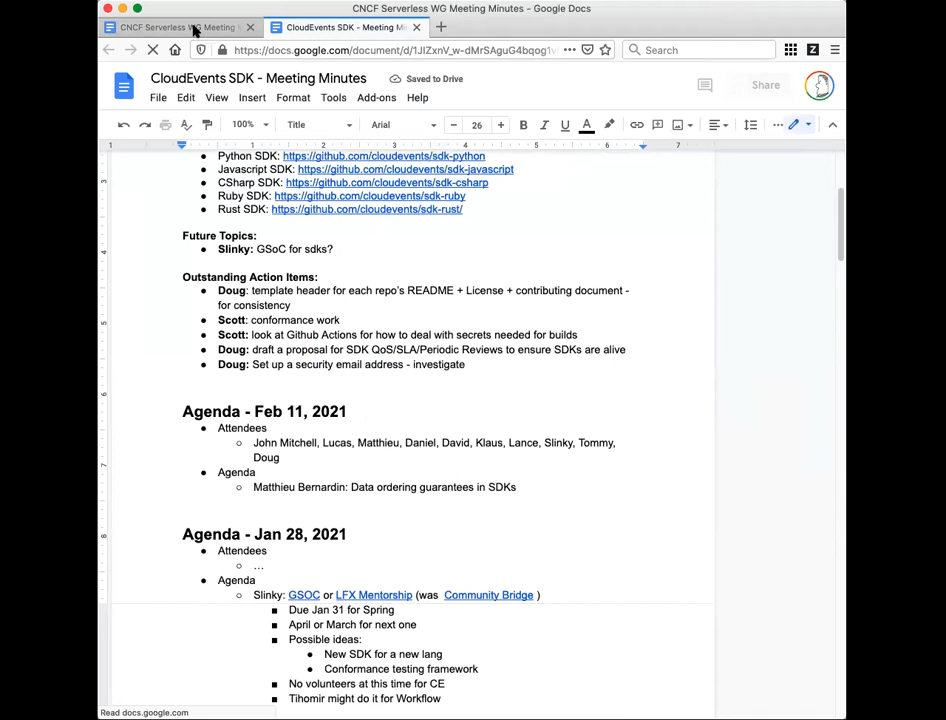 CNCF Serverless WG Meeting Minutes - Google Docs
CNCF Serverless WG Meeting
CloudEvents SDK - Meeting Mi
https://docs.google.com/document/d/1JIZxnV_w-dMrSAguG4bqog1v
Search
CloudEvents SDK - Meeting Minutes
Saved to Drive
Share
File Edit View Insert Format Tools Add-ons Help
100% Title Arial 26 B I U A
1 1 2 3 4 5 6 7
Python SDK: https://github.com/cloudevents/sdk-python
Javascript SDK: https://github.com/cloudevents/sdk-javascript
CSharp SDK: https://github.com/cloudevents/sdk-csharp
Ruby SDK: https://github.com/cloudevents/sdk-ruby
Rust SDK: https://github.com/cloudevents/sdk-rust/
Future Topics:
Slinky: GSoC for sdks?
Outstanding Action Items:
Doug: template header for each repo's README + License + contributing document -
for consistency
Scott: conformance work
Scott: look at Github Actions for how to deal with secrets needed for builds
Doug: draft a proposal for SDK QoS/SLA/Periodic Reviews to ensure SDKs are alive
Doug: Set up a security email address - investigate
Agenda - Feb 11, 2021
Attendees
John Mitchell, Lucas, Matthieu, Daniel, David, Klaus, Lance, Slinky, Tommy,
Doug
Agenda
Matthieu Bernardin: Data ordering guarantees in SDKs
Agenda - Jan 28, 2021
Attendees
…
Agenda
Slinky: GSOC or LFX Mentorship (was Community Bridge )
Due Jan 31 for Spring
April or March for next one
Possible ideas:
New SDK for a new lang
Conformance testing framework
No volunteers at this time for CE
Tihomir might do it for Workflow
Read docs.google.com